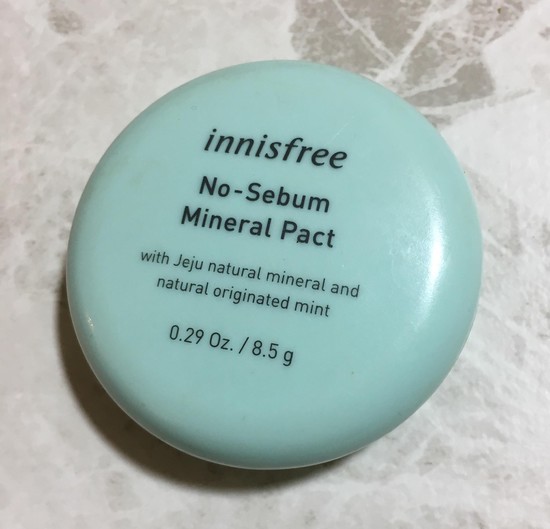 innisfree
No-Sebum
Mineral Pact
with Jeju natural mineral and
natural originated mint
0.29 Oz. / 8.5 g